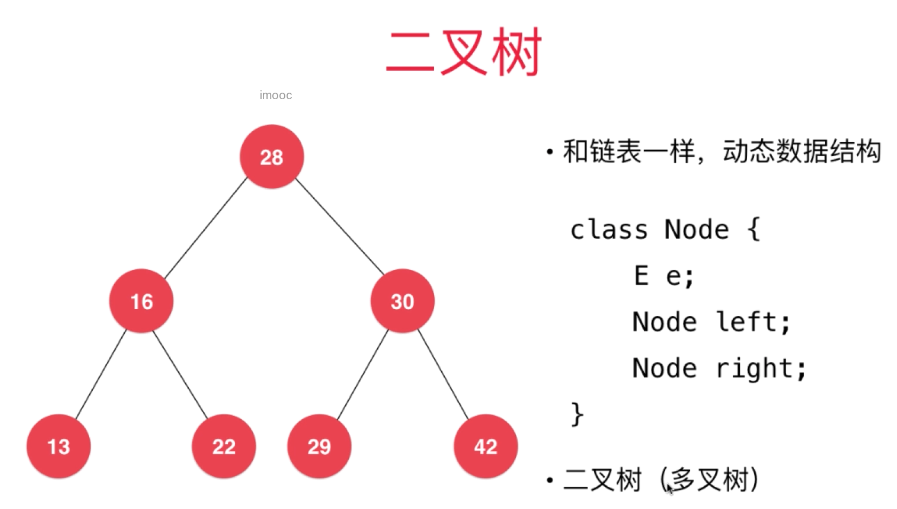 二叉树
imooc
28
16
30
13
22
29
42
• 和链表一样，动态数据结构
class Node {
E e;
Node left;
Node right;
}
• 二叉树（多叉树）